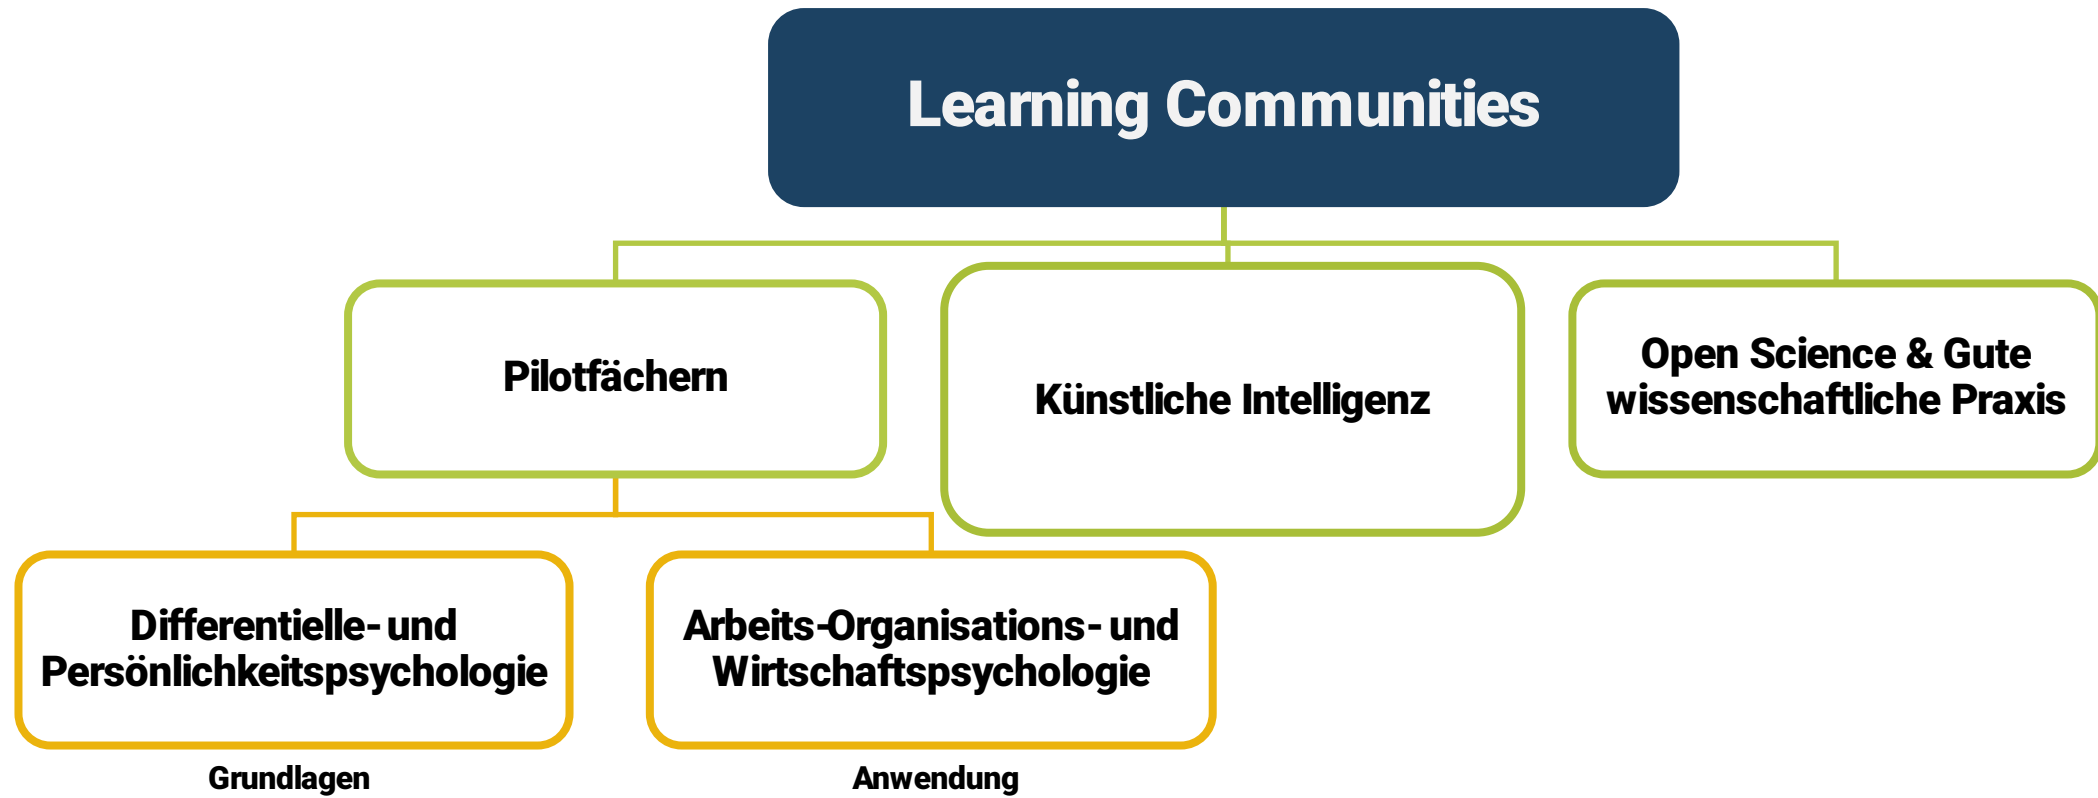 Learning Communities
Pilotfächern
Künstliche Intelligenz
Open Science & Gute
wissenschaftliche Praxis
Differentielle- und
Persönlichkeitspsychologie
Arbeits-Organisations- und
Wirtschaftspsychologie
Grundlagen
Anwendung